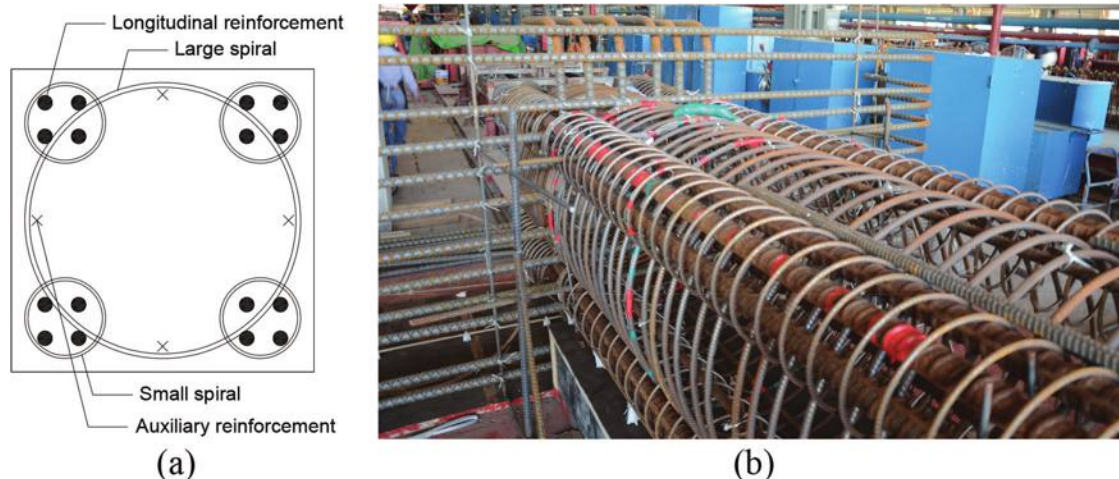 Longitudinal reinforcement
Large spiral
Small spiral
Auxiliary reinforcement
(a)
(b)